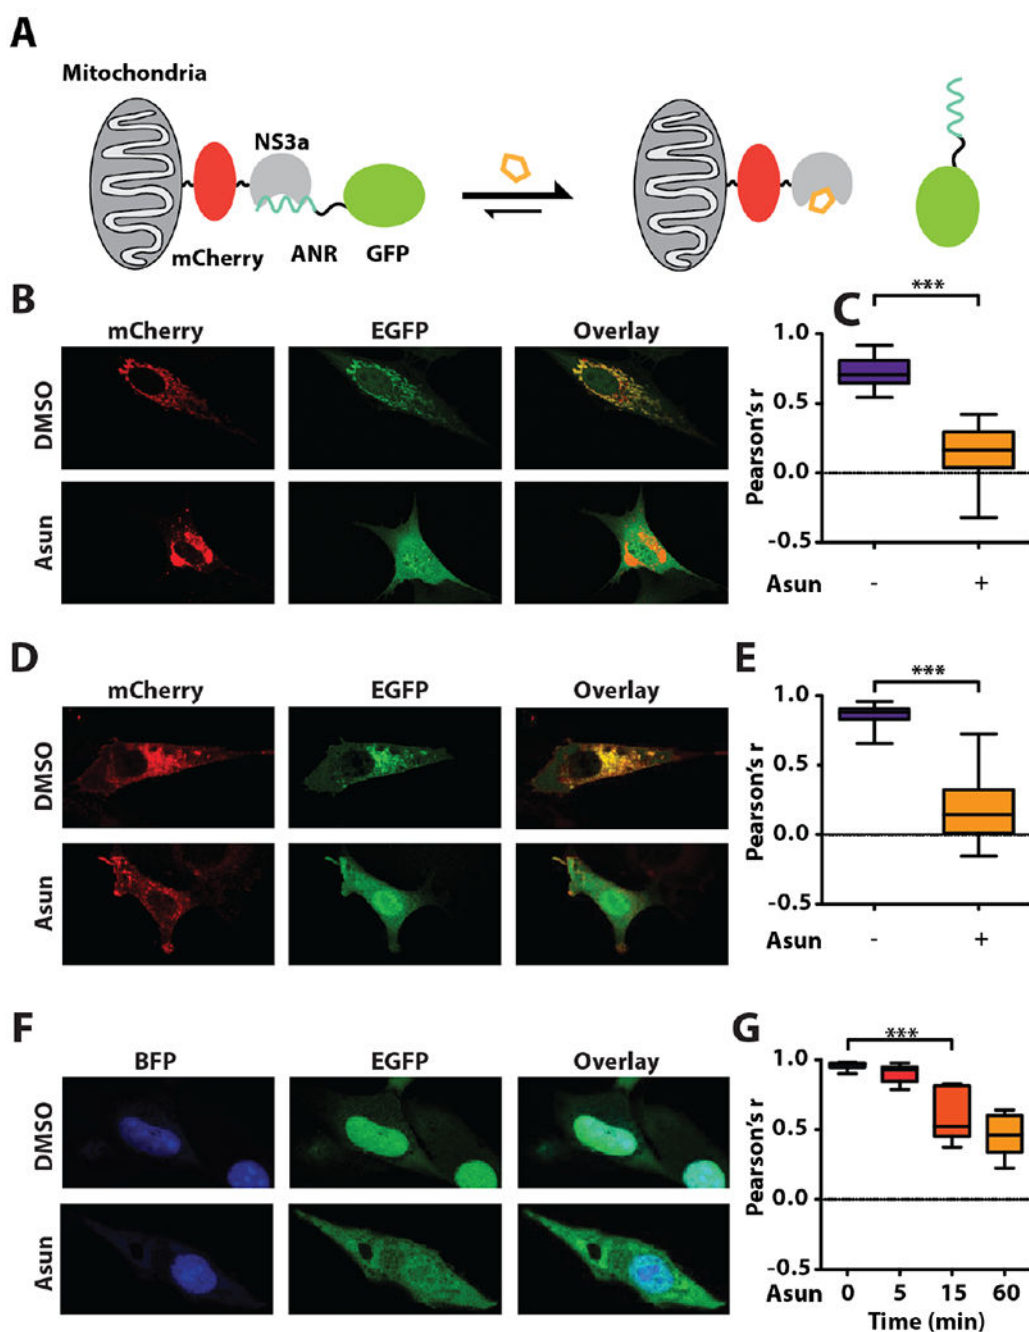 A
Mitochondria
NS3a
mCherry ANR GFP
B
mCherry EGFP Overlay
DMSO
Asun
C
***
Pearson's r
1.0
0.5
0.0
-0.5
Asun - +
D
mCherry EGFP Overlay
DMSO
Asun
E
***
Pearson's r
1.0
0.5
0.0
-0.5
Asun - +
F
BFP EGFP Overlay
DMSO
Asun
G
***
Pearson's r
1.0
0.5
0.0
-0.5
Asun 0 5 15 60
Time (min)